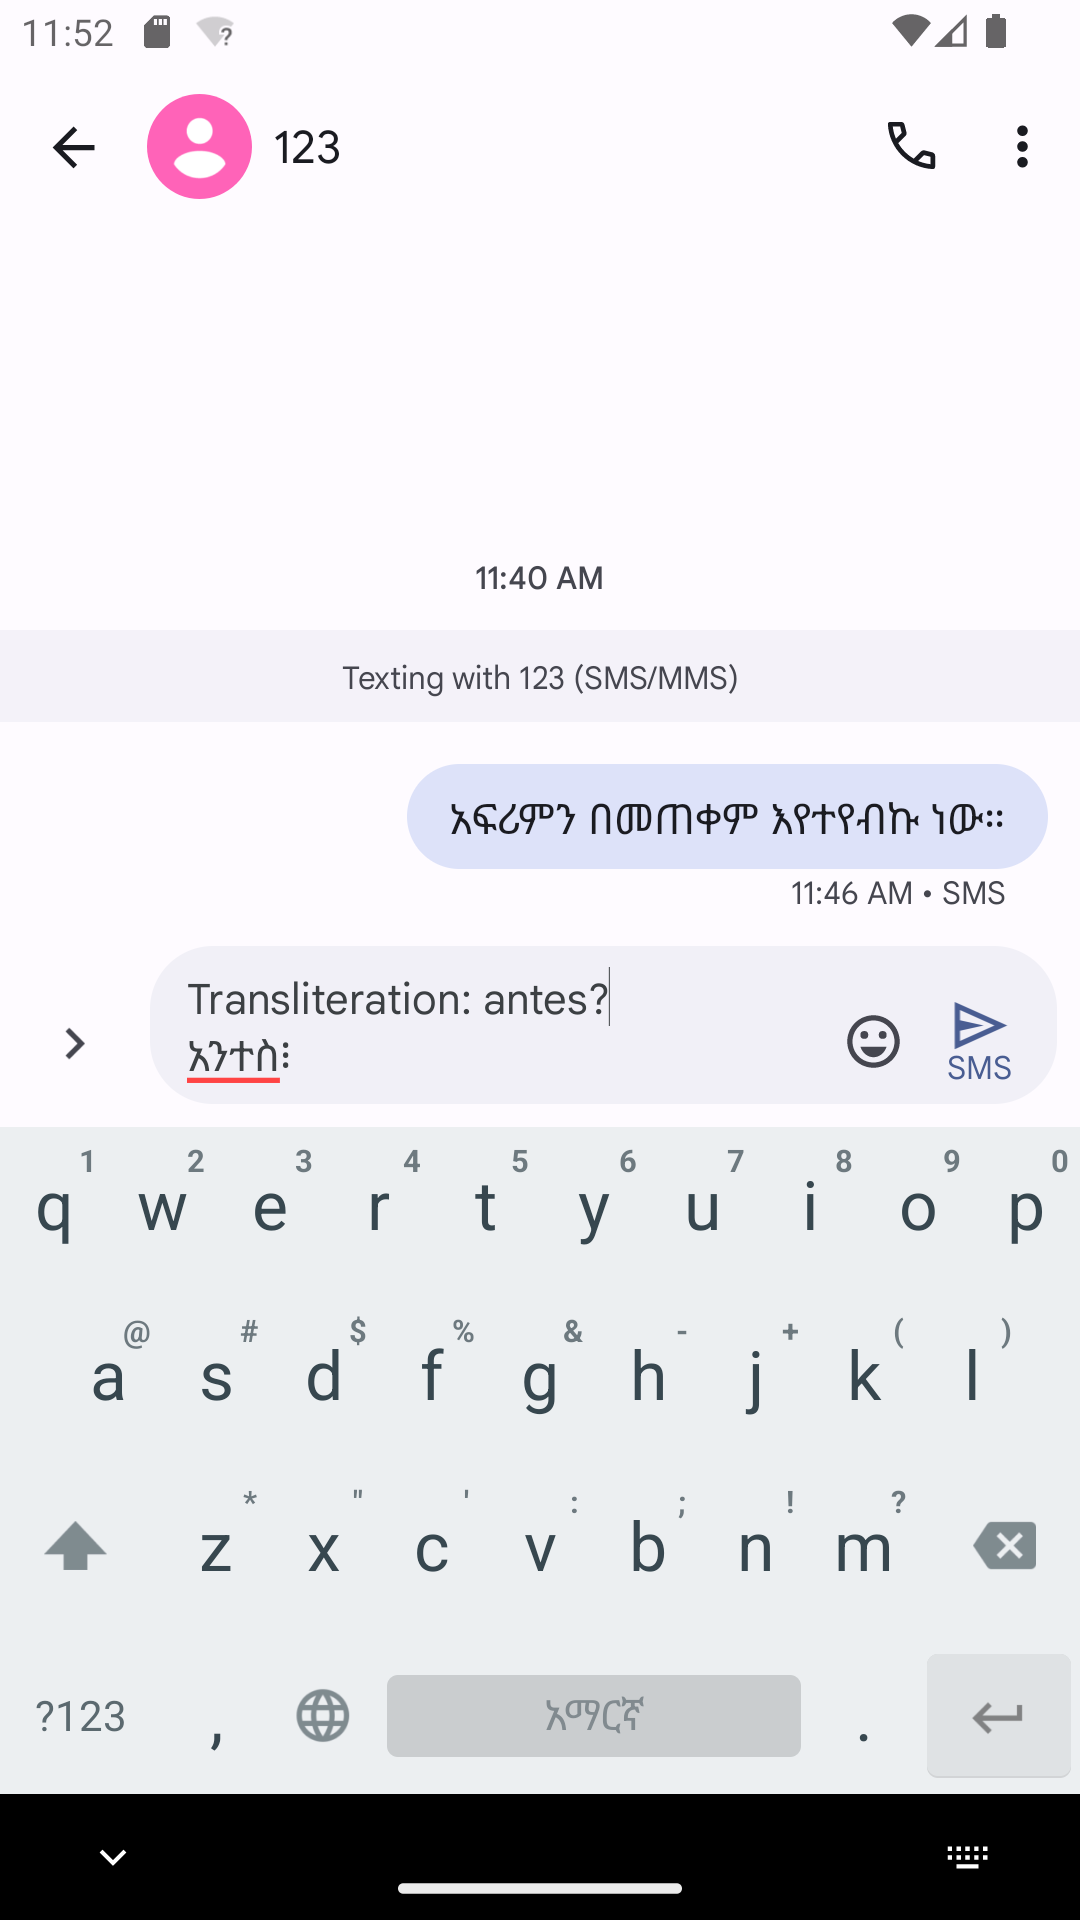 11:52
123
11:40 AM
Texting with 123 (SMS/MMS)
አፍሪምን በመጠቀም እየተየብኩ ነው።
11:46 AM • SMS
Transliteration: antes?
አንተስ፧
SMS
1 2 3 4 5 6 7 8 9 0
q w e r t y u i o p
@ # $ % & - + ( )
a s d f g h j k l
* " ' : ; ! ?
z x c v b n m
?123 , አማርኛ .